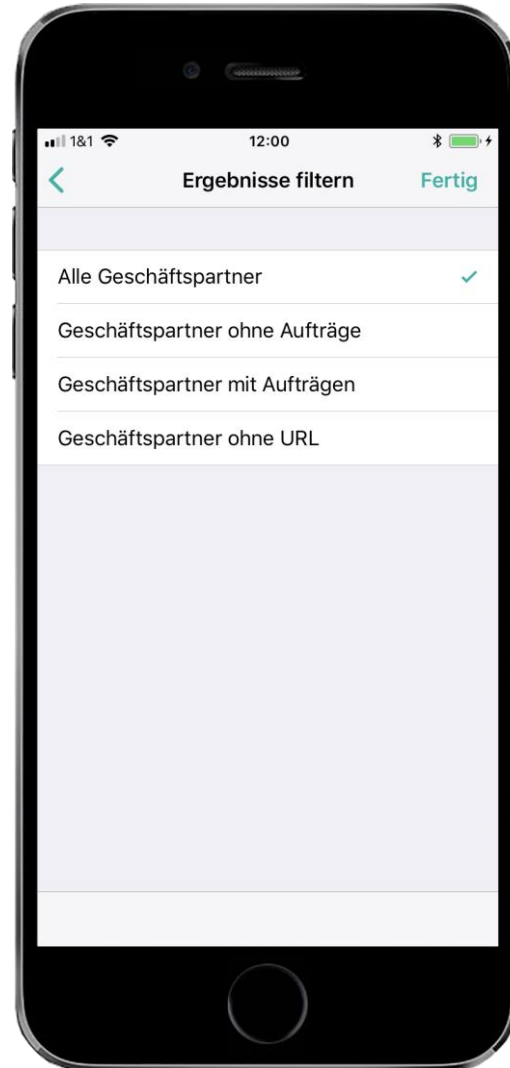 1&1 12:00
Ergebnisse filtern Fertig
Alle Geschäftspartner
Geschäftspartner ohne Aufträge
Geschäftspartner mit Aufträgen
Geschäftspartner ohne URL